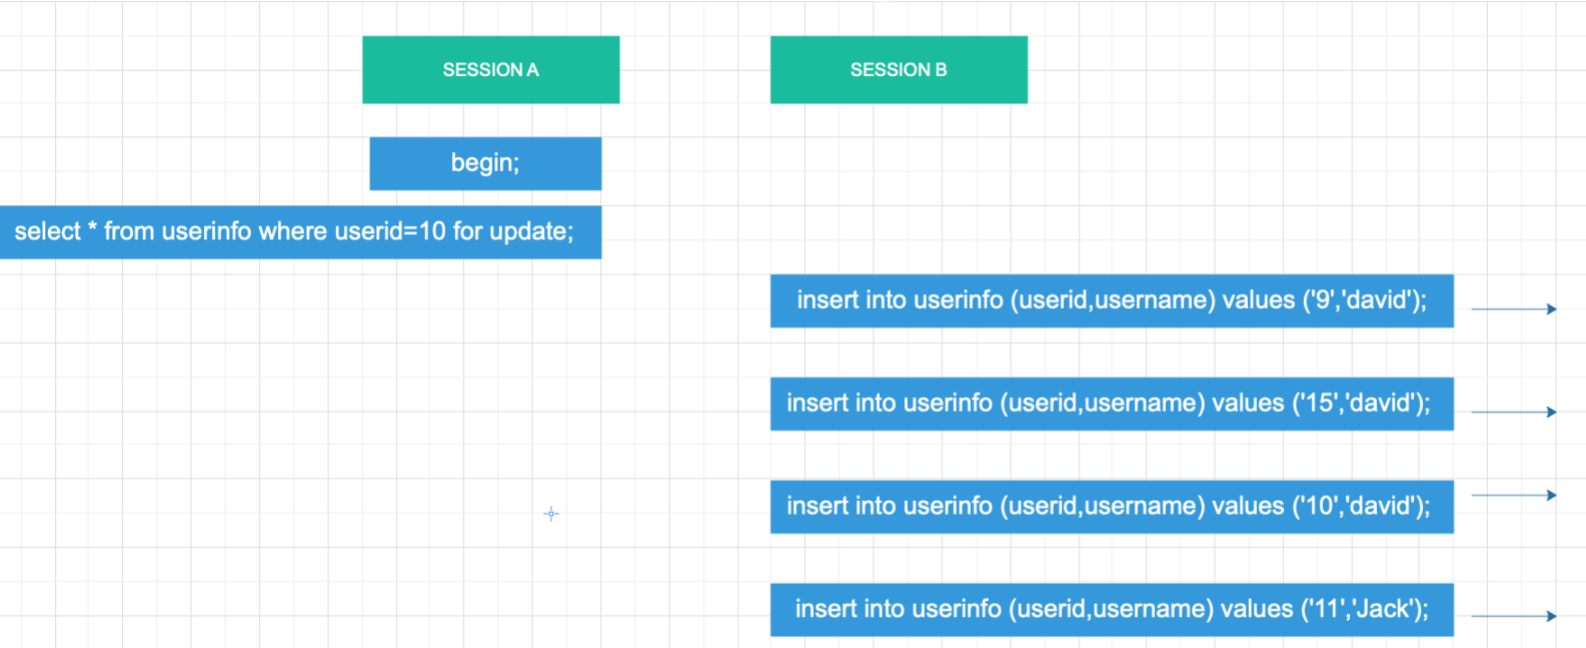 SESSION A
SESSION B
begin;
select * from userinfo where userid=10 for update;
insert into userinfo (userid,username) values ('9','david');
insert into userinfo (userid,username) values ('15','david');
insert into userinfo (userid,username) values ('10','david');
insert into userinfo (userid,username) values ('11','Jack');